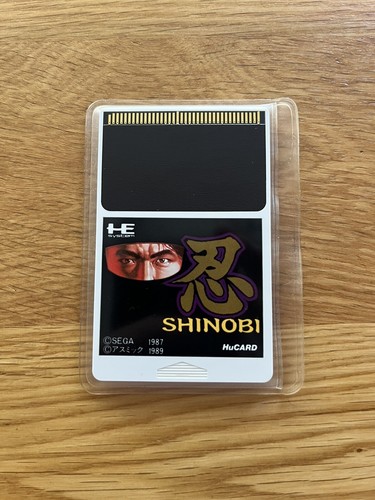 HE
SYSTEM
忍
SHINOBI
©SEGA 1987
©アスミック 1989
HuCARD